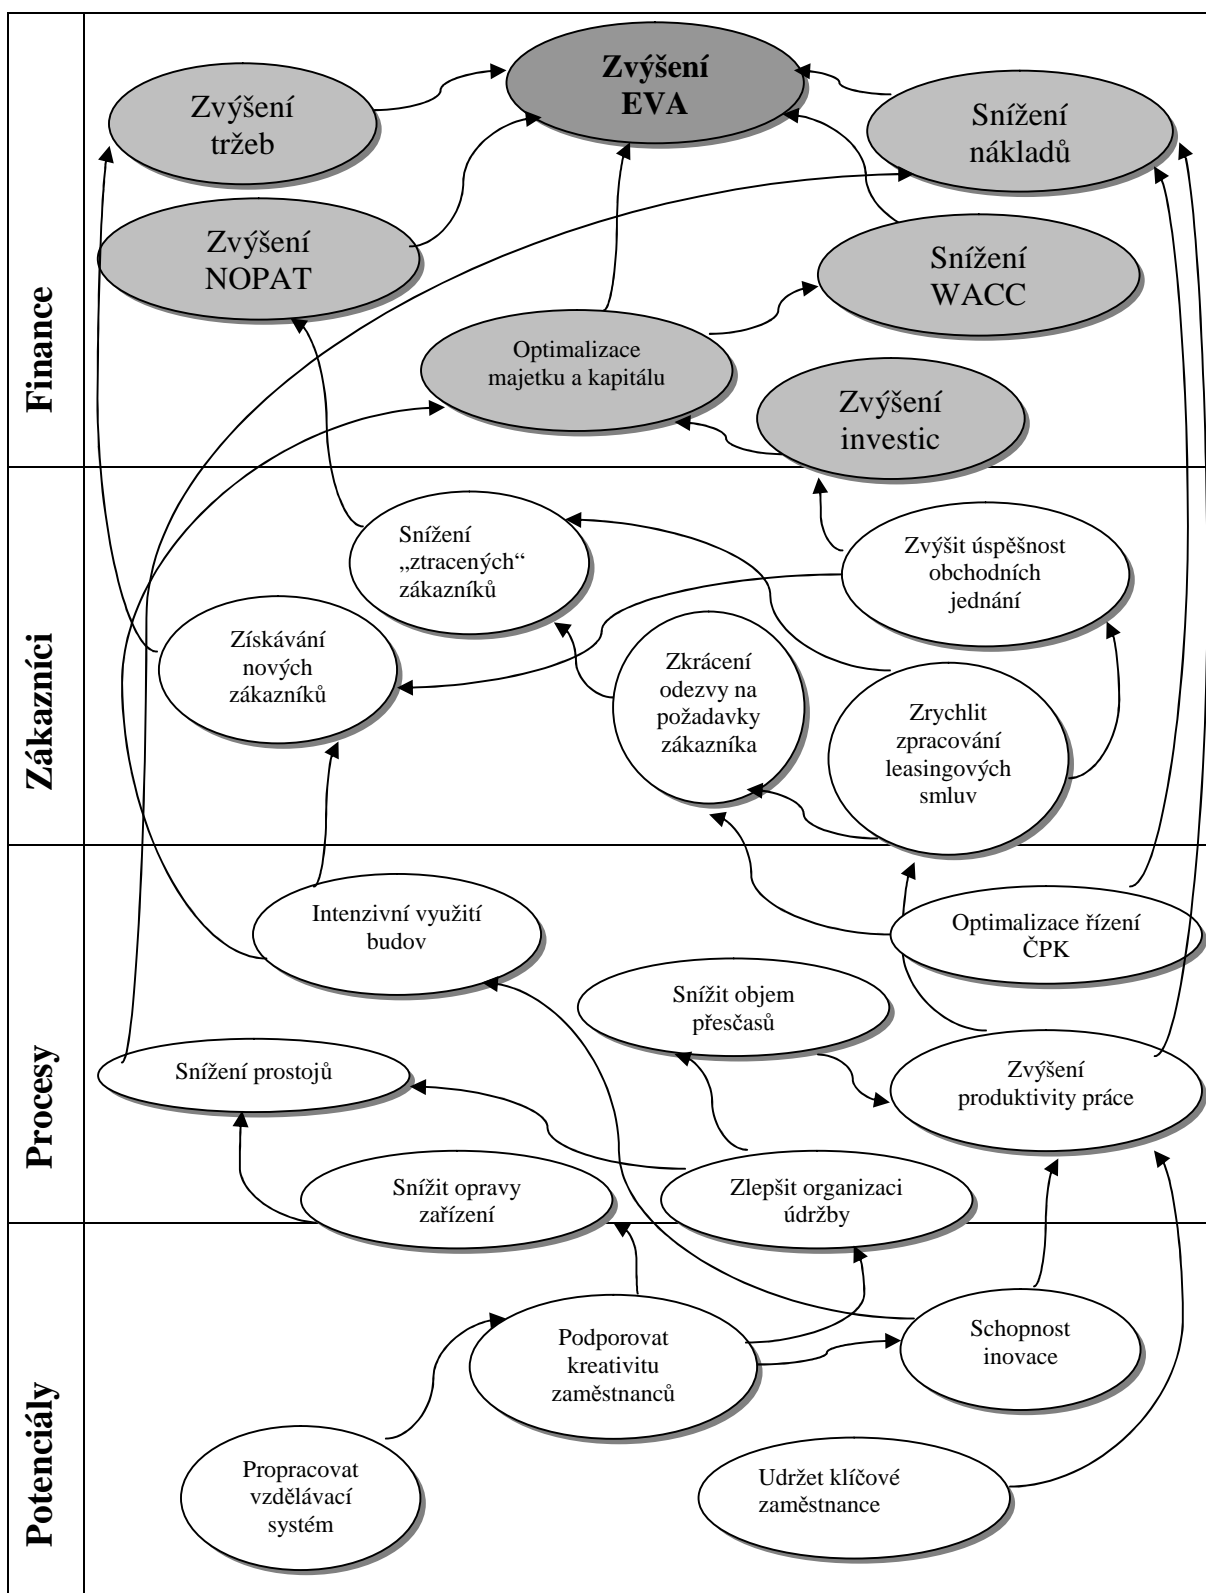 Finance
Zvýšení
EVA
Zvýšení
tržeb
Snížení
nákladů
Zvýšení
NOPAT
Snížení
WACC
Optimalizace
majetku a kapitálu
Zvýšení
investic
Zákazníci
Snížení
„ztracených“
zákazníků
Zvýšit úspěšnost
obchodních
jednání
Získávání
nových
zákazníků
Zkrácení
odezvy na
požadavky
zákazníka
Zrychlit
zpracování
leasingových
smluv
Procesy
Intenzivní využití
budov
Optimalizace řízení
ČPK
Snížit objem
přesčasů
Snížení prostojů
Zvýšení
produktivity práce
Snížit opravy
zařízení
Zlepšit organizaci
údržby
Potenciály
Podporovat
kreativitu
zaměstnanců
Schopnost
inovace
Propracovat
vzdělávací
systém
Udržet klíčové
zaměstnance